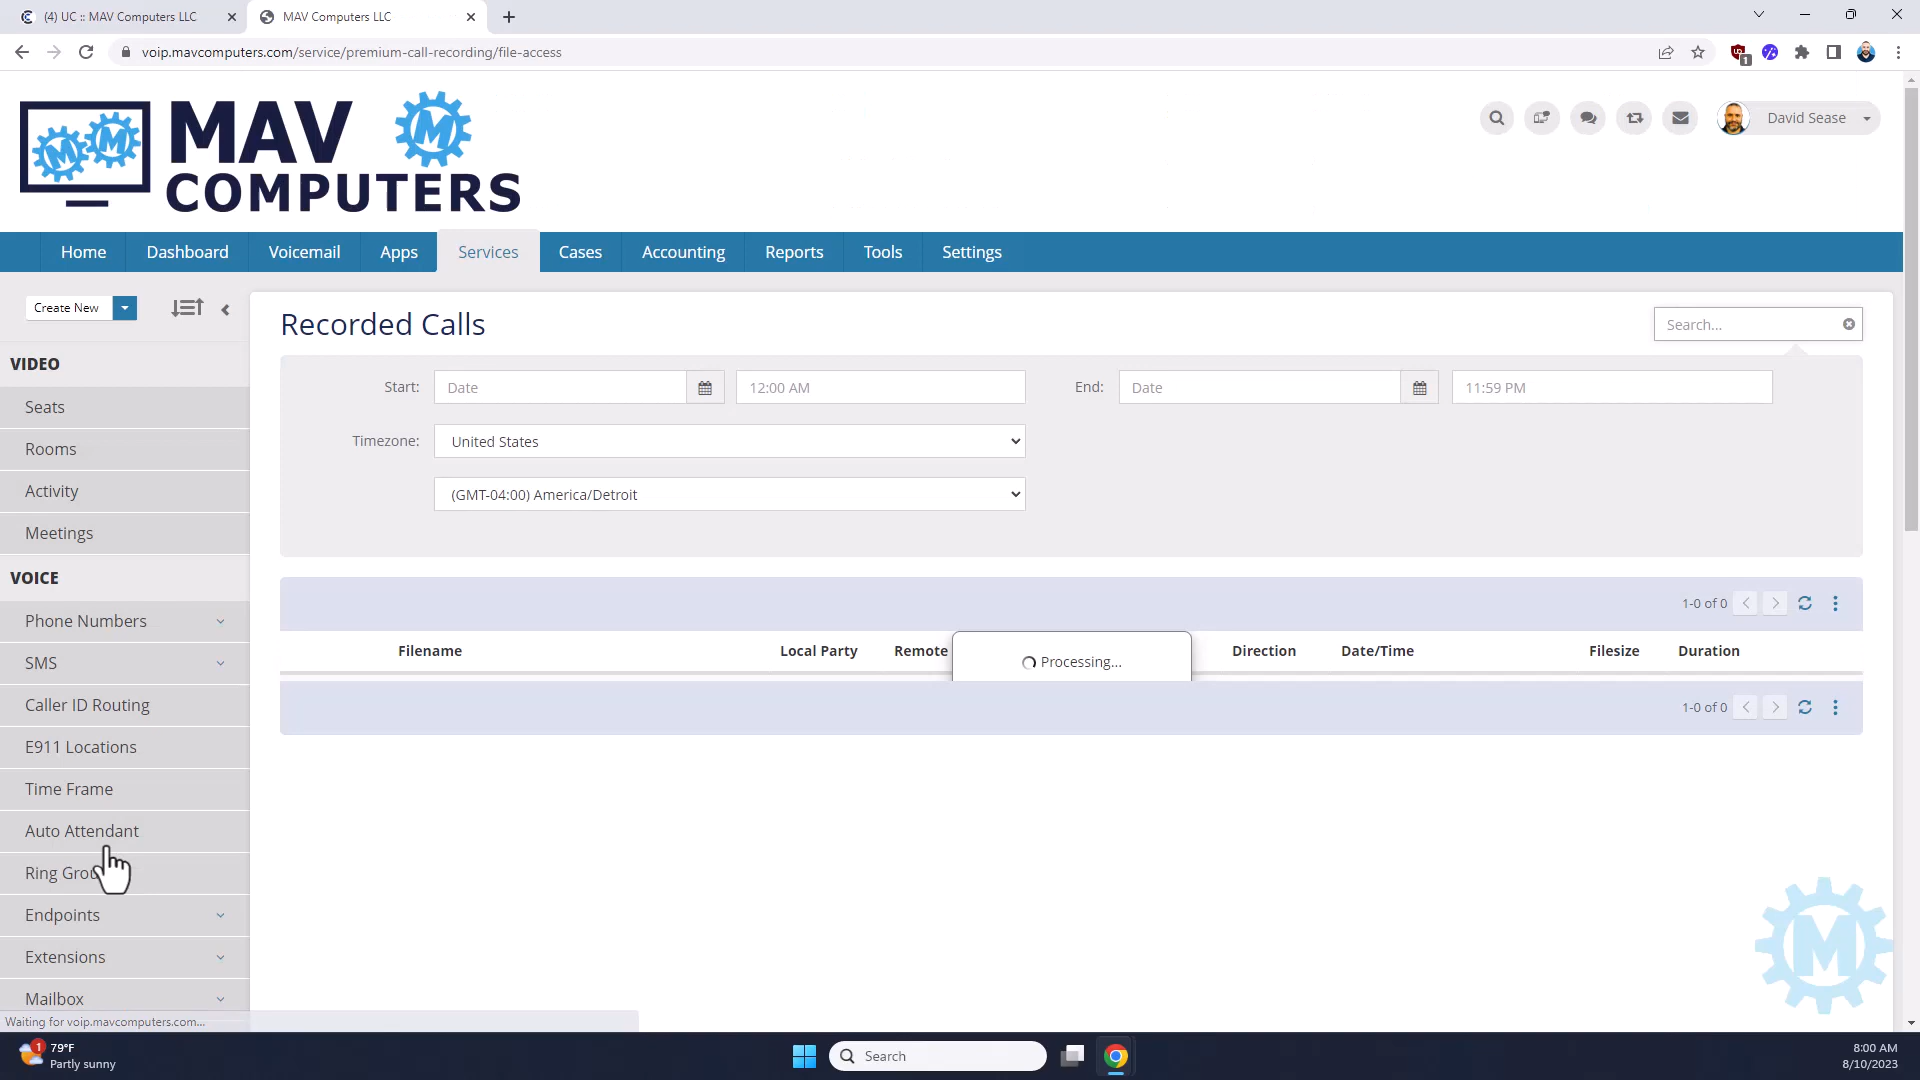 (4) UC :: MAV Computers LLC
MAV Computers LLC
voip.mavcomputers.com/service/premium-call-recording/file-access
1
MAV
COMPUTERS
M
David Sease
Home Dashboard Voicemail Apps Services Cases Accounting Reports Tools Settings
Create New
Recorded Calls
Search...
VIDEO
Seats
Rooms
Activity
Meetings
VOICE
Phone Numbers
SMS
Caller ID Routing
E911 Locations
Time Frame
Auto Attendant
Ring Grou
Endpoints
Extensions
Mailbox
Start: Date 12:00 AM End: Date 11:59 PM
Timezone: United States
(GMT-04:00) America/Detroit
1-0 of 0
Filename Local Party Remote Direction Date/Time Filesize Duration
Processing...
1-0 of 0
M
Waiting for voip.mavcomputers.com...
1
79°F
Partly sunny
Search
8:00 AM
8/10/2023